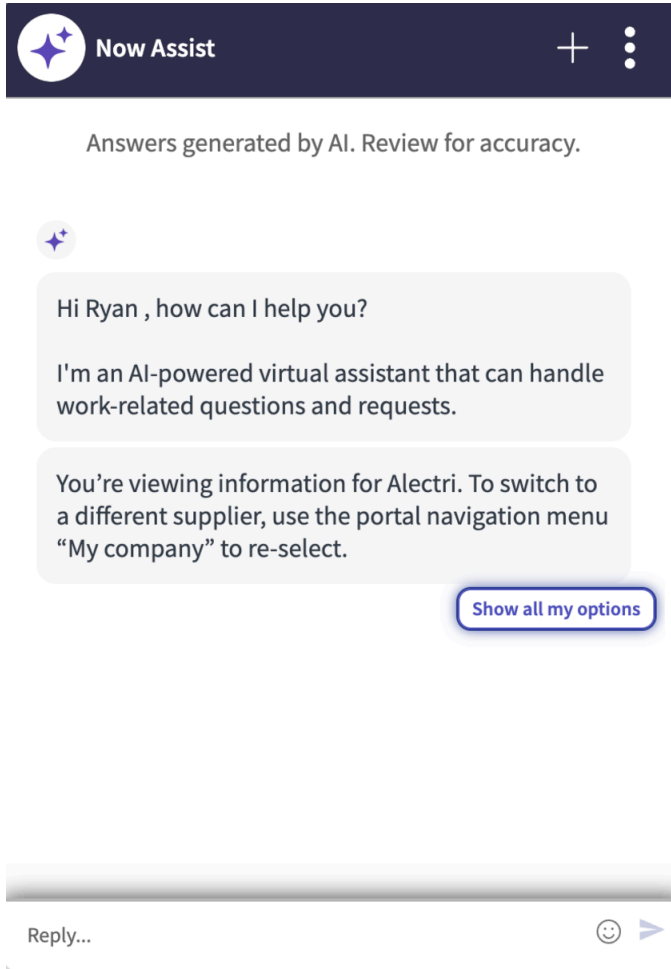 Now Assist
Answers generated by AI. Review for accuracy.
Hi Ryan , how can I help you?
I'm an AI-powered virtual assistant that can handle
work-related questions and requests.
You’re viewing information for Alectri. To switch to
a different supplier, use the portal navigation menu
“My company” to re-select.
Show all my options
Reply...